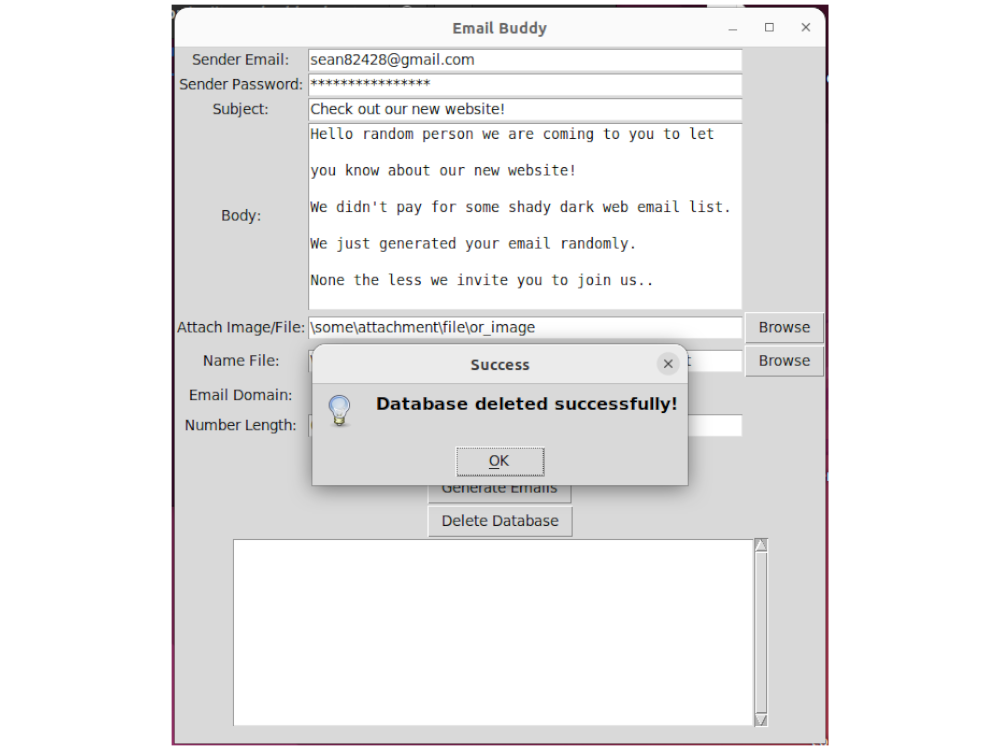 Email Buddy
Sender Email: sean82428@gmail.com
Sender Password: ****************
Subject: Check out our new website!
Hello random person we are coming to you to let
you know about our new website!
We didn't pay for some shady dark web email list.
Body:
We just generated your email randomly.
None the less we invite you to join us..
Attach Image/File: \some\attachment\file\or_image Browse
Name File: Browse
Success
Database deleted successfully!
OK
Email Domain:
Number Length:
Generate Emails
Delete Database